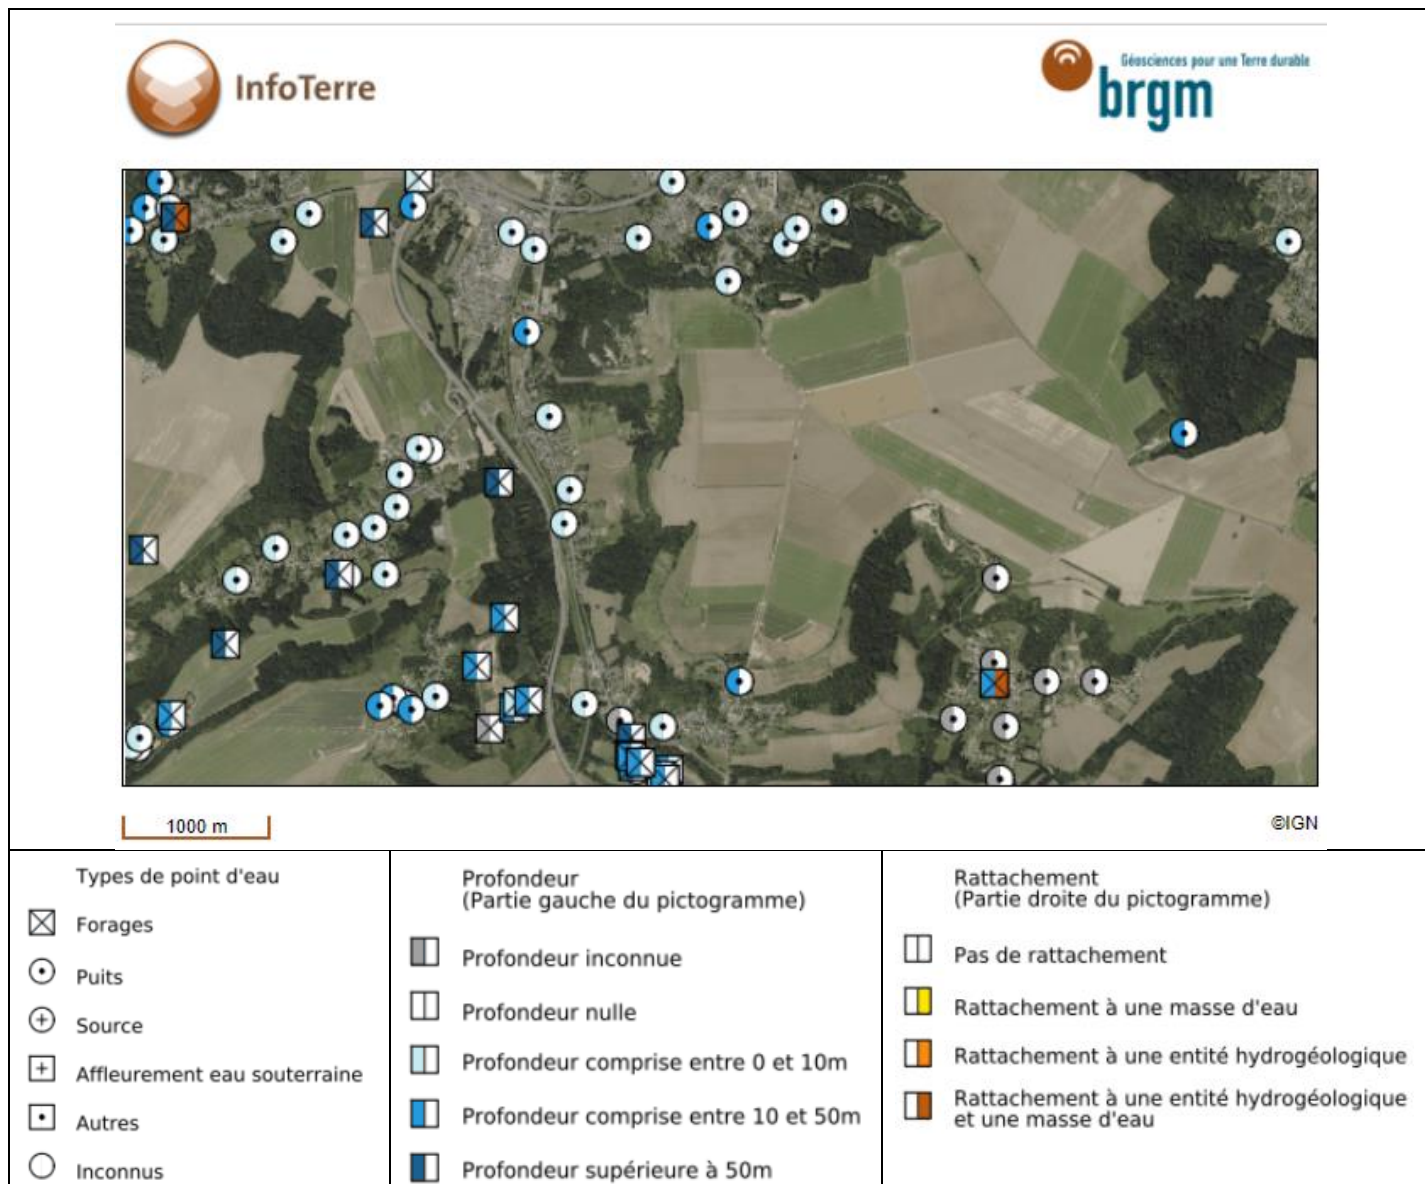 InfoTerre
Géosciences pour une Terre durable
brgm
1000 m
©IGN
Types de point d'eau
Forages
Puits
Source
Affleurement eau souterraine
Autres
Inconnus
Profondeur
(Partie gauche du pictogramme)
Profondeur inconnue
Profondeur nulle
Profondeur comprise entre 0 et 10m
Profondeur comprise entre 10 et 50m
Profondeur supérieure à 50m
Rattachement
(Partie droite du pictogramme)
Pas de rattachement
Rattachement à une masse d'eau
Rattachement à une entité hydrogéologique
Rattachement à une entité hydrogéologique
et une masse d'eau